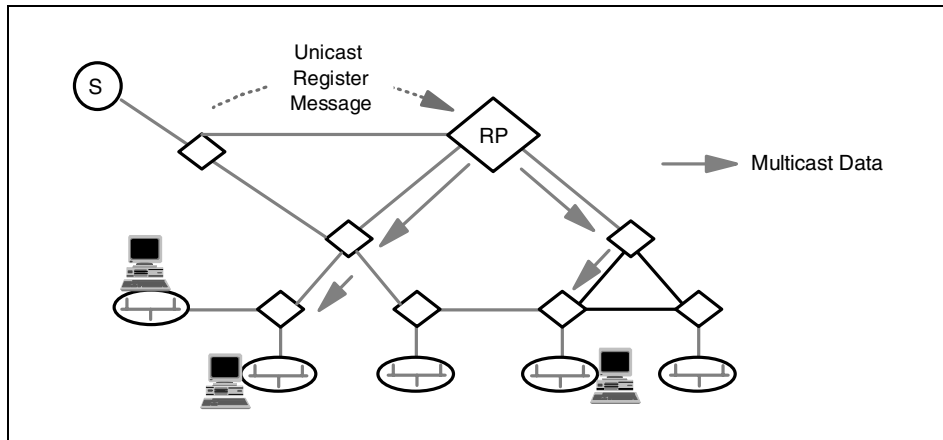 Unicast
Register
Message
S
RP
Multicast Data